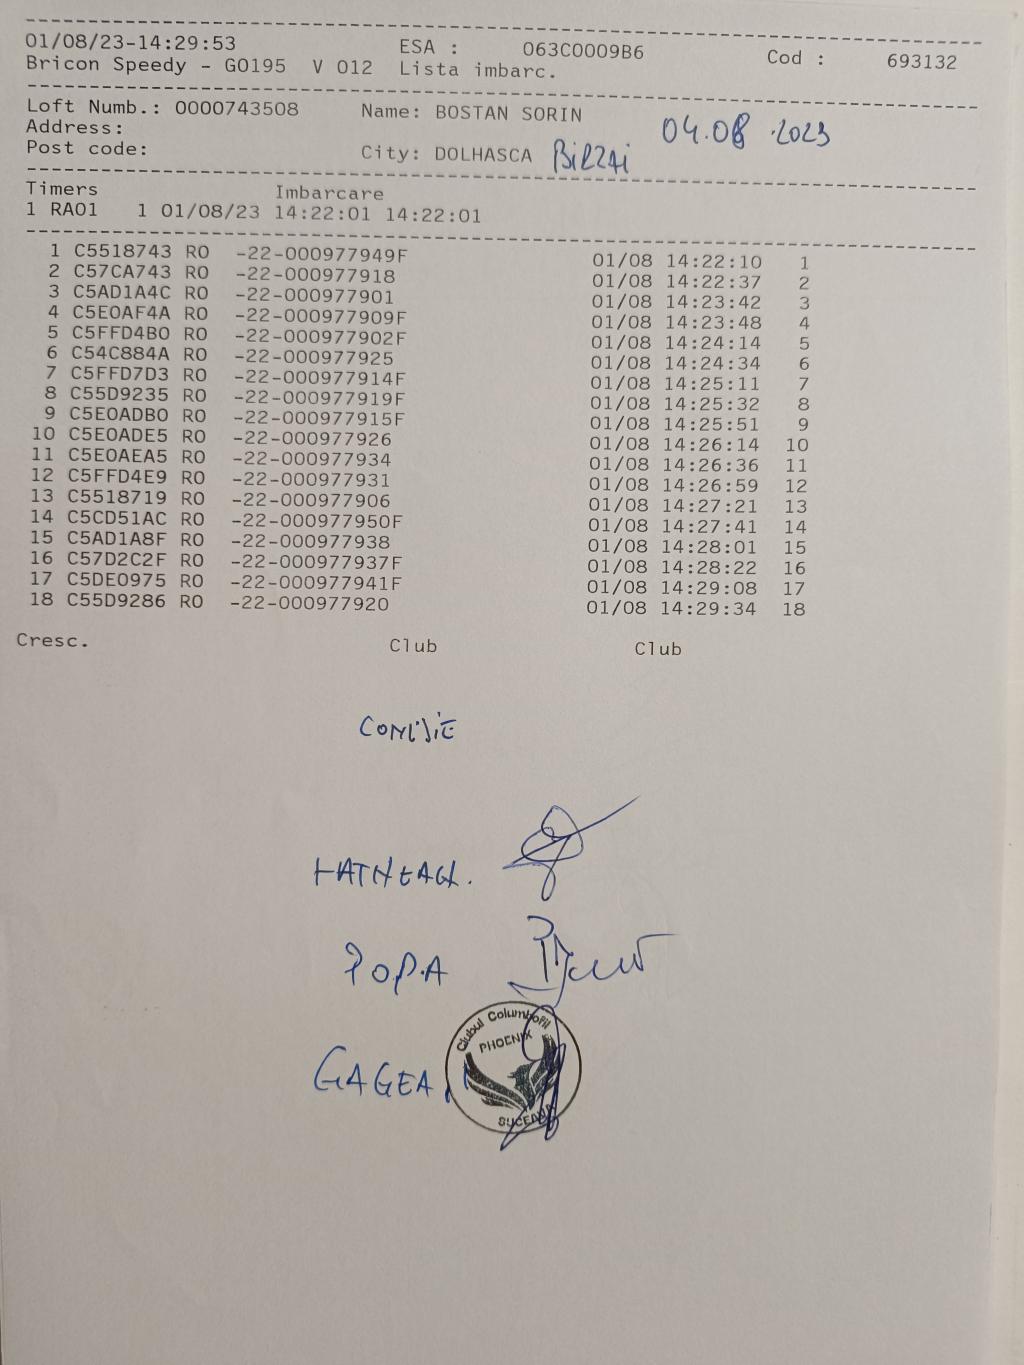 01/08/23-14:29:53 ESA : 063C0009B6 Cod : 693132
Bricon Speedy - G0195 V 012 Lista imbarc.
Loft Numb.: 0000743508 Name: BOSTAN SORIN
04.08.2023
Address:
Post code: City: DOLHASCA BIRZAI
Timers Imbarcare
1 RA01 1 01/08/23 14:22:01 14:22:01
1 C5518743 RO -22-000977949F 01/08 14:22:10 1
2 C57CA743 RO -22-000977918 01/08 14:22:37 2
3 C5AD1A4C RO -22-000977901 01/08 14:23:42 3
4 C5E0AF4A RO -22-000977909F 01/08 14:23:48 4
5 C5FFD4B0 RO -22-000977902F 01/08 14:24:14 5
6 C54C884A RO -22-000977925 01/08 14:24:34 6
7 C5FFD7D3 RO -22-000977914F 01/08 14:25:11 7
8 C55D9235 RO -22-000977919F 01/08 14:25:32 8
9 C5E0ADB0 RO -22-000977915F 01/08 14:25:51 9
10 C5E0ADE5 RO -22-000977926 01/08 14:26:14 10
11 C5E0AEA5 RO -22-000977934 01/08 14:26:36 11
12 C5FFD4E9 RO -22-000977931 01/08 14:26:59 12
13 C5518719 RO -22-000977906 01/08 14:27:21 13
14 C5CD51AC RO -22-000977950F 01/08 14:27:41 14
15 C5AD1A8F RO -22-000977938 01/08 14:28:01 15
16 C57D2C2F RO -22-000977937F 01/08 14:28:22 16
17 C5DE0975 RO -22-000977941F 01/08 14:29:08 17
18 C55D9286 RO -22-000977920 01/08 14:29:34 18
Cresc. Club Club
COMISIE
POPA
GAGEA
Clubul Columbofil
PHOENIX
SUCEAVA